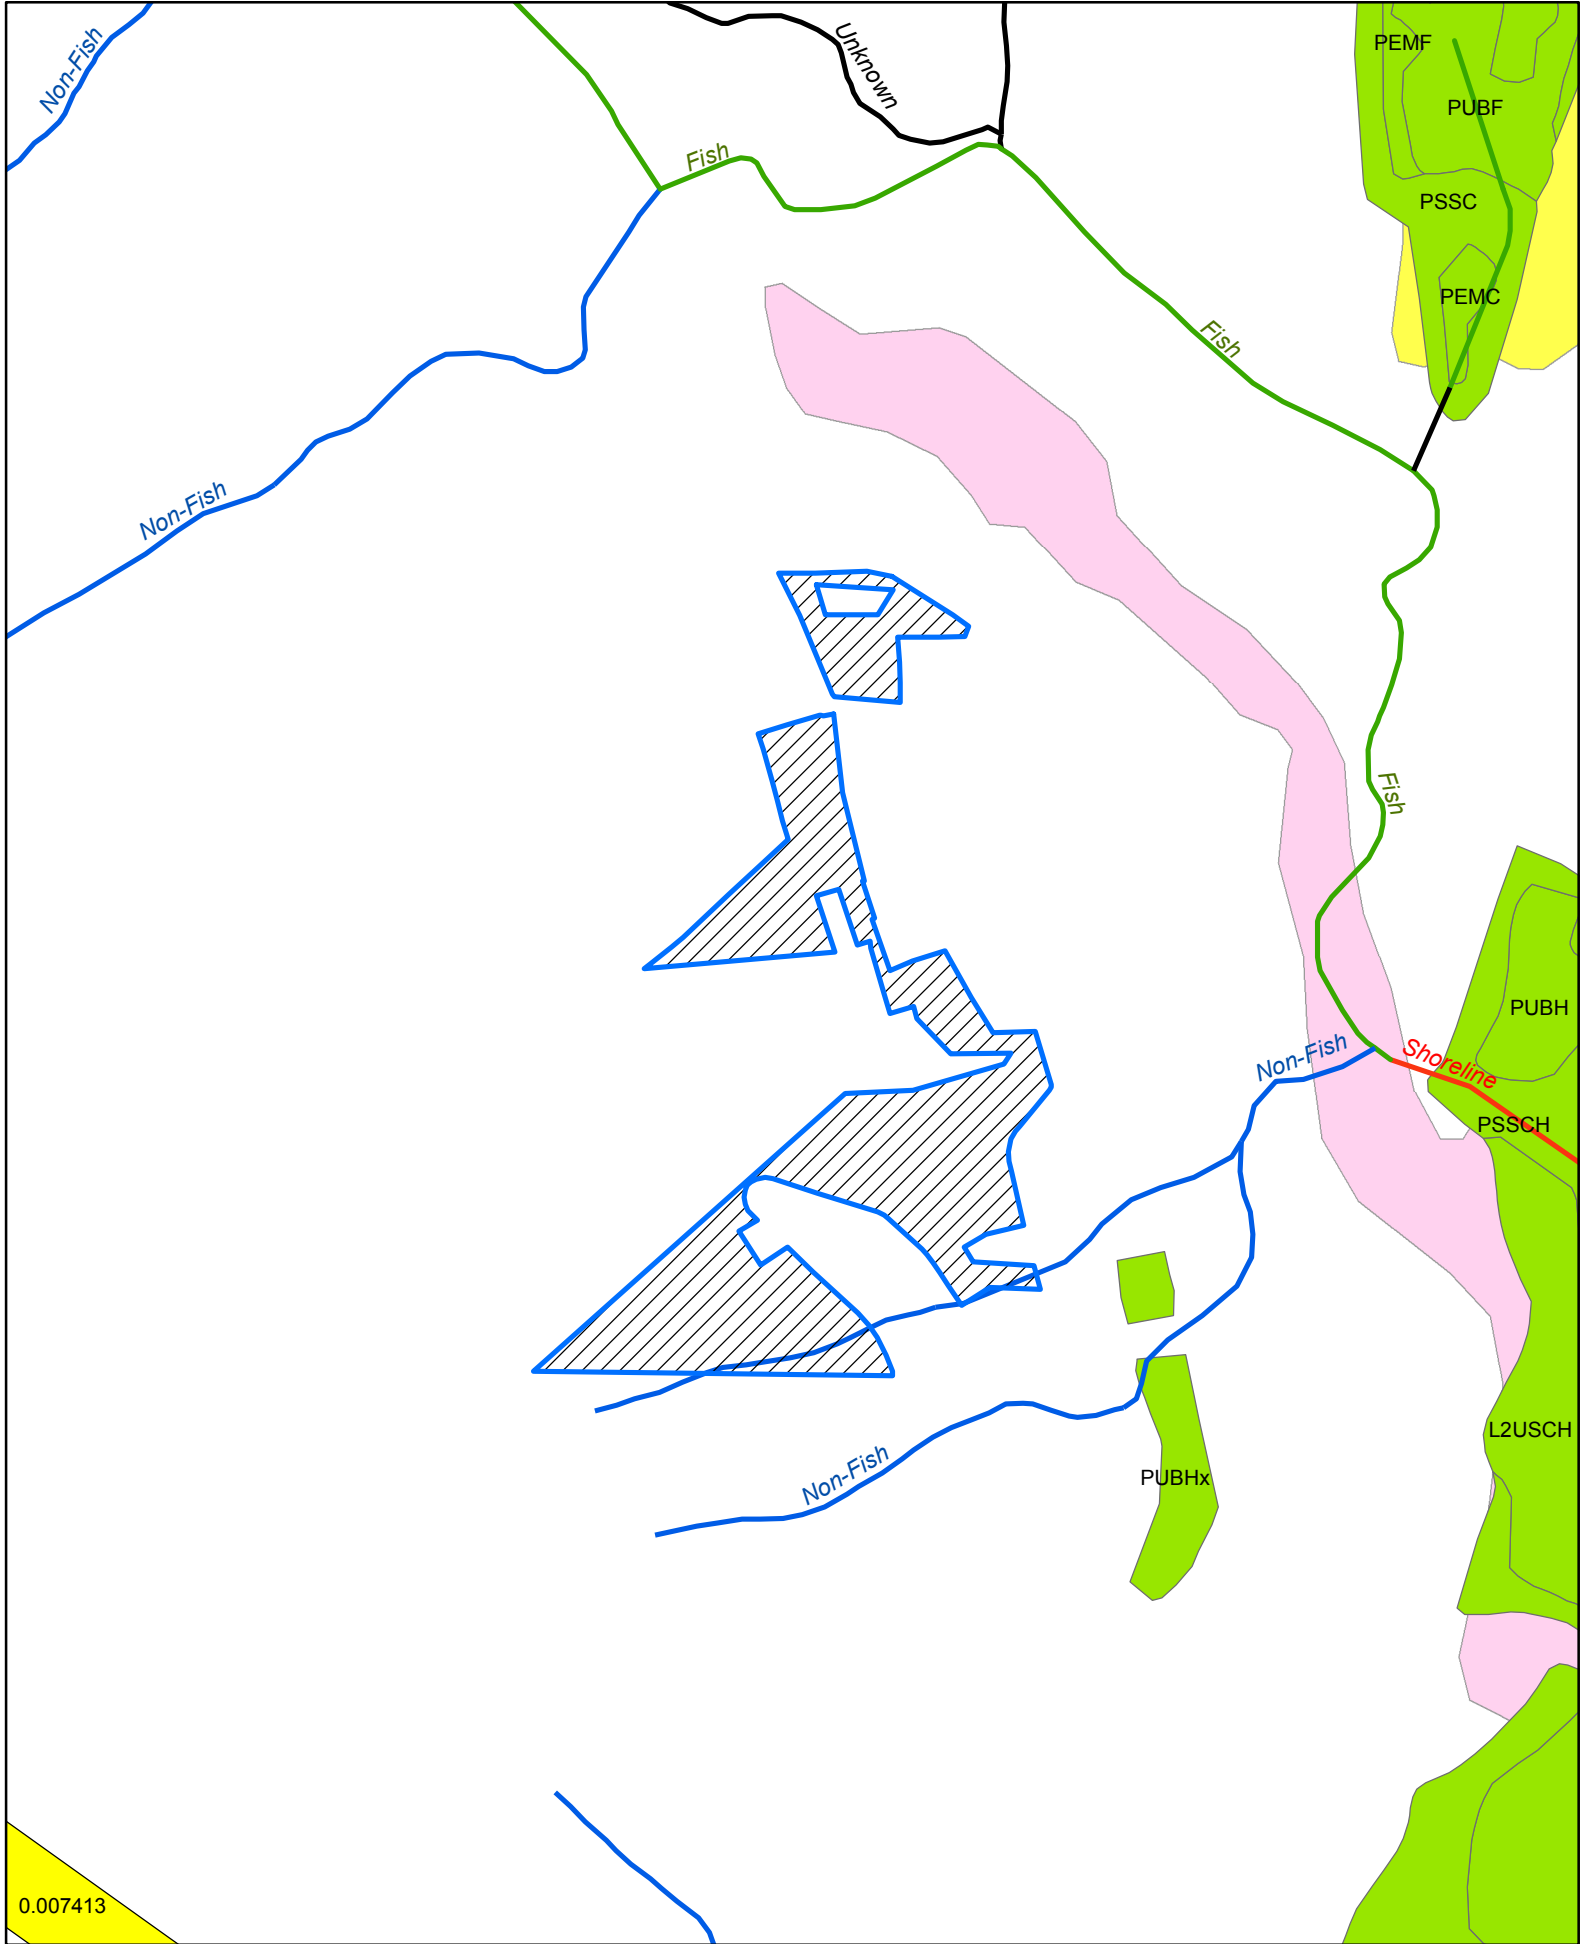 Non-Fish
Unknown
PEMF
PUBF
Fish
PSSC
PEMC
Fish
Non-Fish
Fish
PUBH
Non-Fish
Shoreline
PSSCH
L2USCH
Non-Fish
PUBHx
0.007413